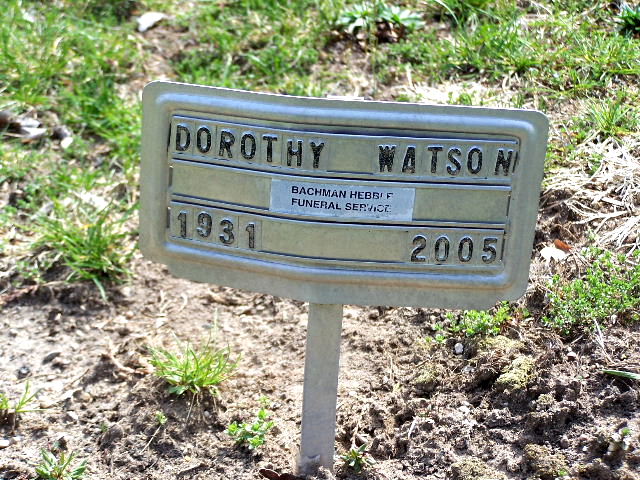 DOROTHY WATSON
BACHMAN HEBBLE
FUNERAL SERVICE
1931 2005